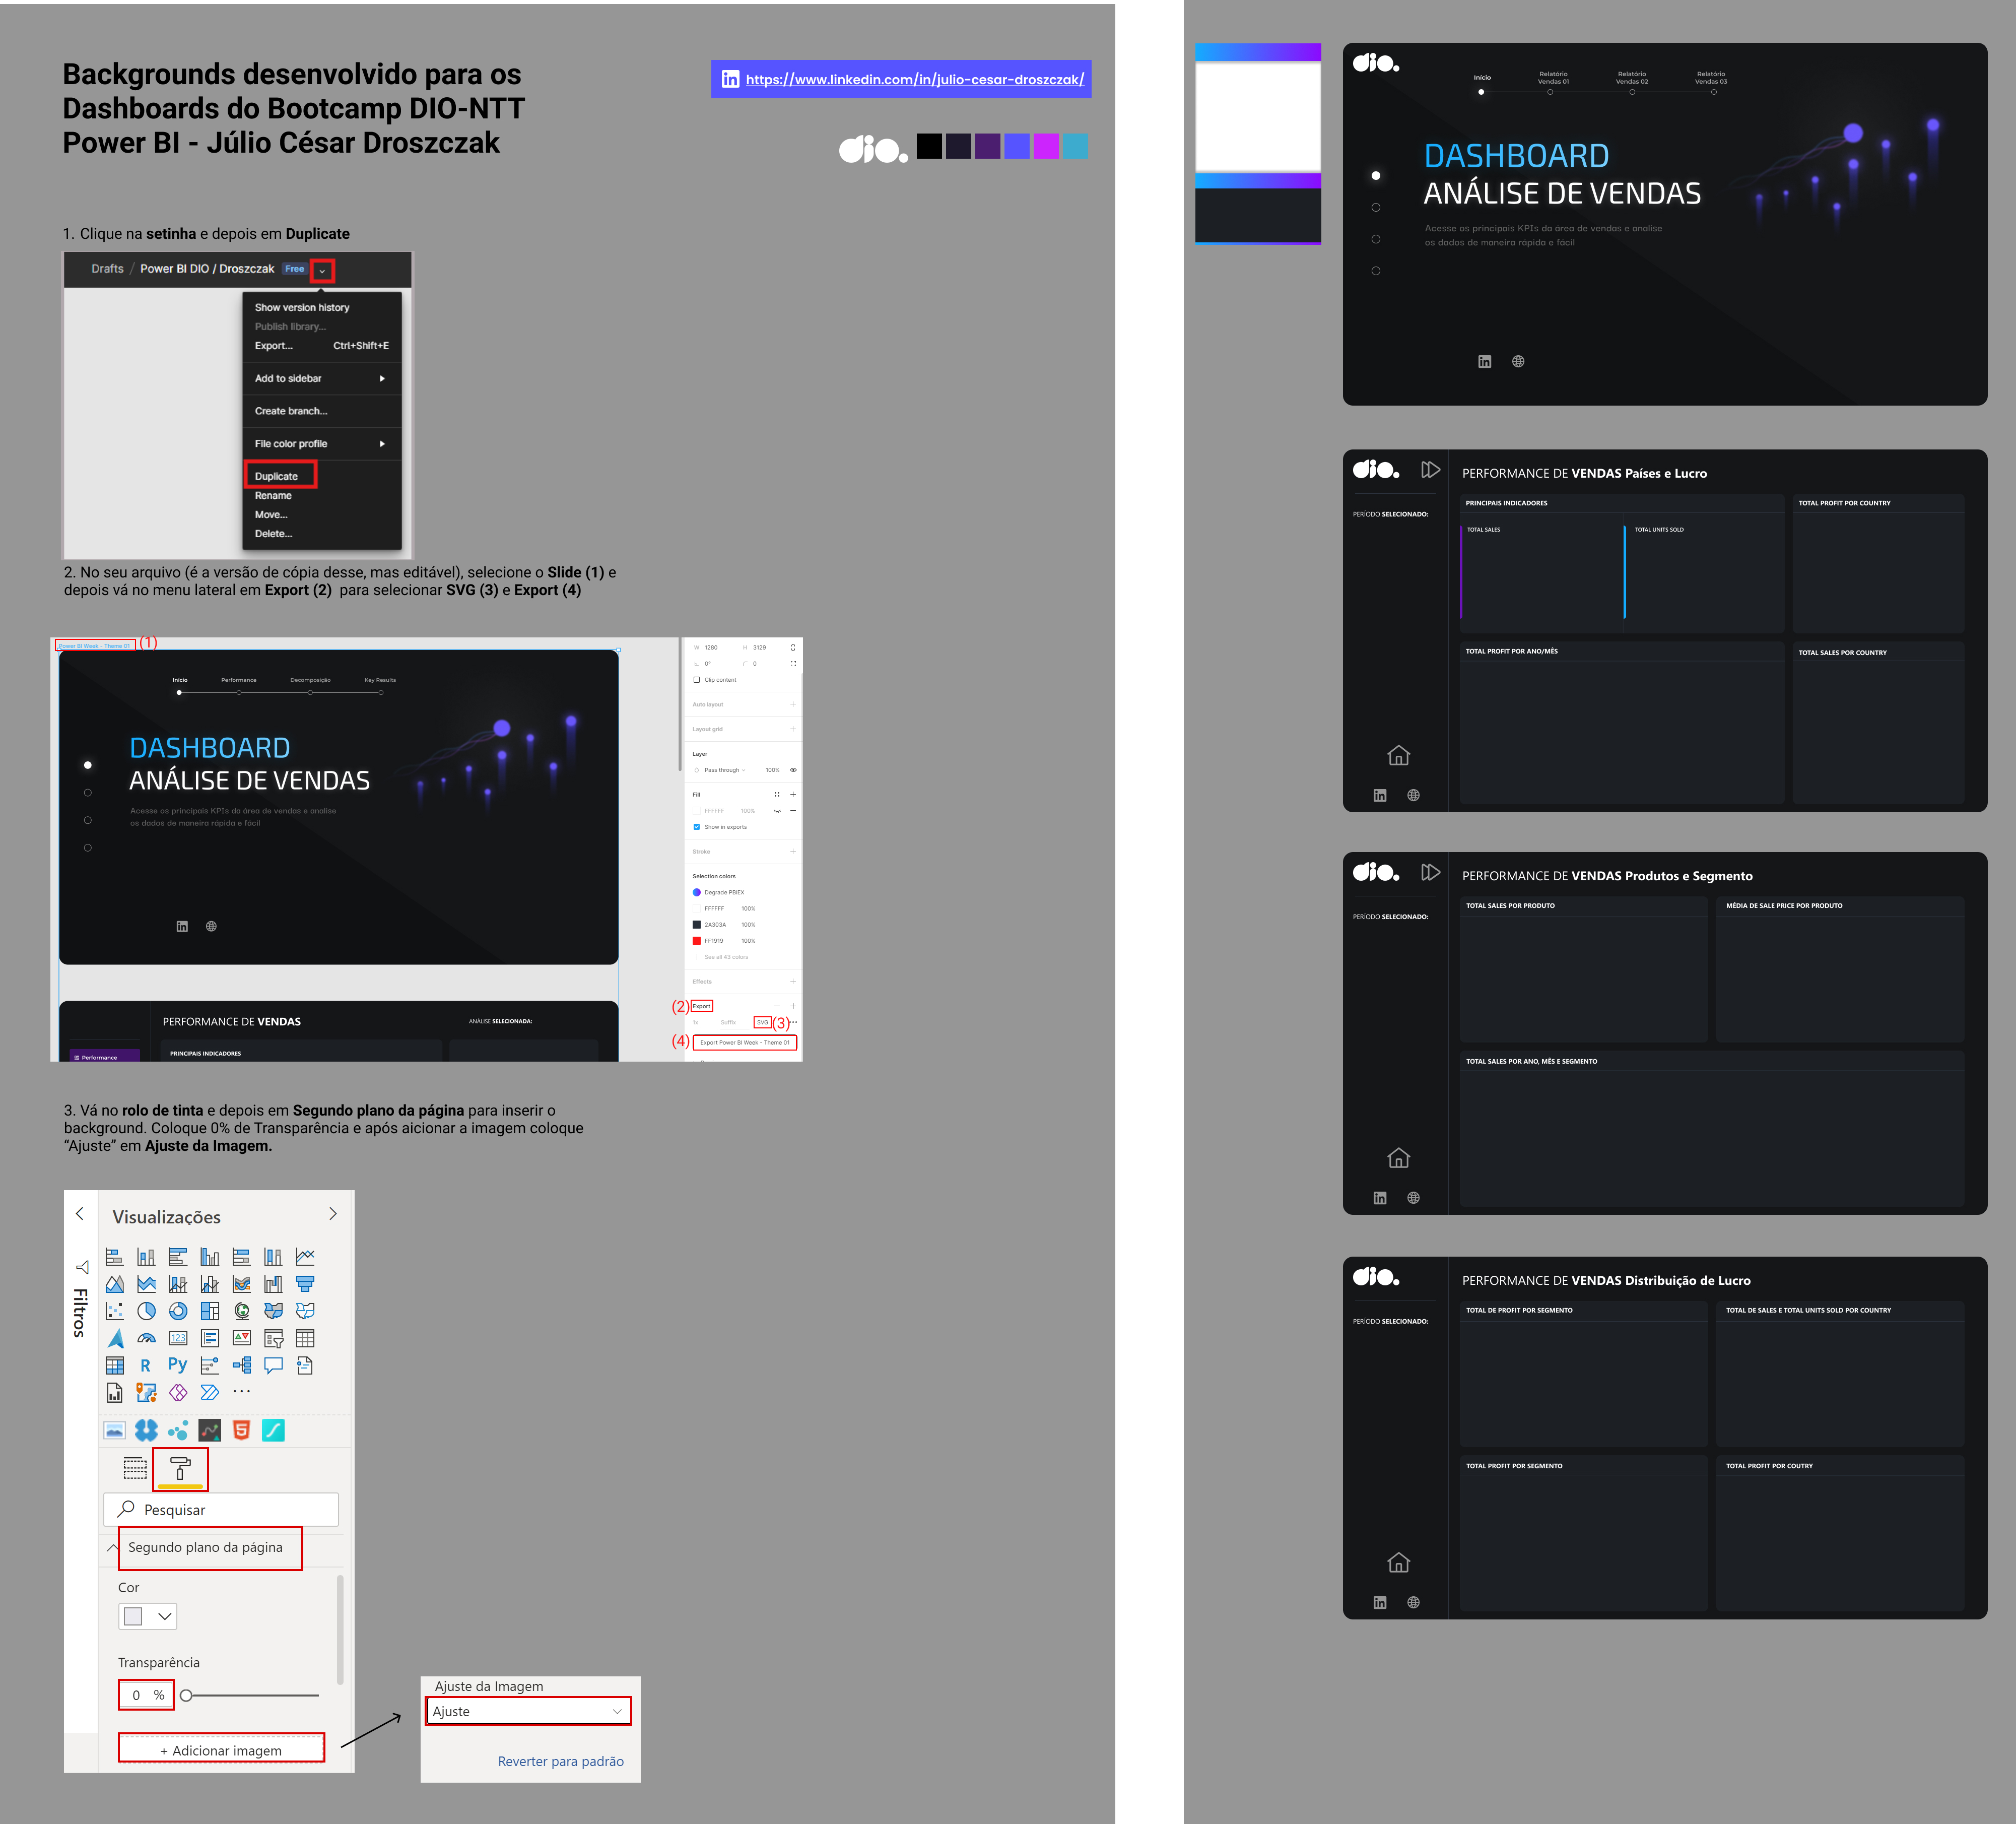 Backgrounds desenvolvido para os
Dashboards do Bootcamp DIO-NTT
Power BI - Júlio César Droszczak
https://www.linkedin.com/in/julio-cesar-droszczak/
dio.
1. Clique na setinha e depois em Duplicate
Drafts / Power BI DIO / Droszczak Free
Show version history
Publish library...
Export... Ctrl+Shift+E
Add to sidebar
Create branch...
File color profile
Duplicate
Rename
Move...
Delete...
2. No seu arquivo (é a versão de cópia desse, mas editável), selecione o Slide (1) e
depois vá no menu lateral em Export (2) para selecionar SVG (3) e Export (4)
Power BI Week - Theme 01 (1)
Início Performance Decomposição Key Results
DASHBOARD
ANÁLISE DE VENDAS
Acesse os principais KPIs da área de vendas e analise
os dados de maneira rápida e fácil
PERFORMANCE DE VENDAS
ANÁLISE SELECIONADA:
PRINCIPAIS INDICADORES
Performance
W 1280 H 3129
0° 0
Clip content
Auto layout
Layout grid
Layer
Pass through 100%
Fill
FFFFFF 100%
Show in exports
Stroke
Selection colors
Degrade PBIEX
FFFFFF 100%
2A303A 100%
FF1919 100%
See all 43 colors
Effects
(2) Export
1x Suffix SVG (3)
(4) Export Power BI Week - Theme 01
3. Vá no rolo de tinta e depois em Segundo plano da página para inserir o
background. Coloque 0% de Transparência e após aicionar a imagem coloque
“Ajuste” em Ajuste da Imagem.
Filtros
Visualizações
123
R Py
5
Pesquisar
Segundo plano da página
Cor
Transparência
0 %
+ Adicionar imagem
Ajuste da Imagem
Ajuste
Reverter para padrão
dio.
Início
Relatório
Vendas 01
Relatório
Vendas 02
Relatório
Vendas 03
DASHBOARD
ANÁLISE DE VENDAS
Acesse os principais KPIs da área de vendas e analise
os dados de maneira rápida e fácil
dio.
PERFORMANCE DE VENDAS Países e Lucro
PERÍODO SELECIONADO:
PRINCIPAIS INDICADORES
TOTAL PROFIT POR COUNTRY
TOTAL SALES
TOTAL UNITS SOLD
TOTAL PROFIT POR ANO/MÊS
TOTAL SALES POR COUNTRY
dio.
PERFORMANCE DE VENDAS Produtos e Segmento
PERÍODO SELECIONADO:
TOTAL SALES POR PRODUTO
MÉDIA DE SALE PRICE POR PRODUTO
TOTAL SALES POR ANO, MÊS E SEGMENTO
dio.
PERFORMANCE DE VENDAS Distribuição de Lucro
PERÍODO SELECIONADO:
TOTAL DE PROFIT POR SEGMENTO
TOTAL DE SALES E TOTAL UNITS SOLD POR COUNTRY
TOTAL PROFIT POR SEGMENTO
TOTAL PROFIT POR COUTRY